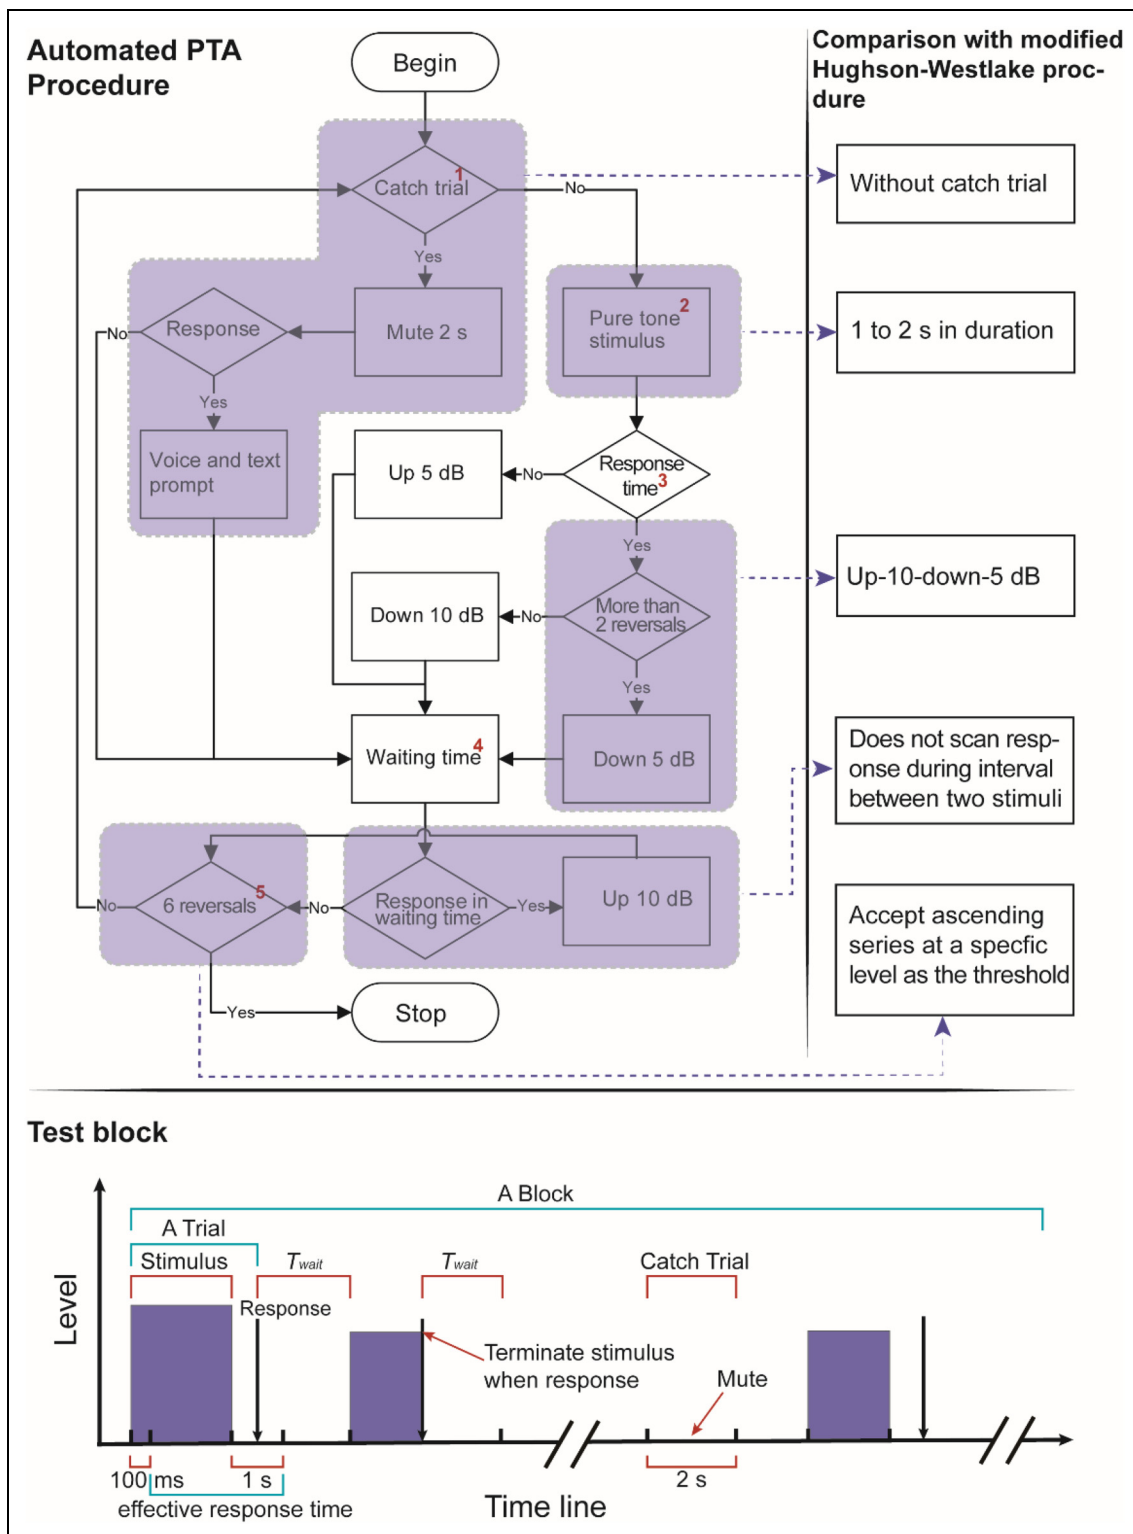 Automated PTA
Procedure
Begin
Comparison with modified
Hughson-Westlake proc-
dure
Catch trial 1
No
Without catch trial
Yes
Response
No
Mute 2 s
Pure tone 2
stimulus
1 to 2 s in duration
Yes
Voice and text
prompt
Up 5 dB
No
Response
time 3
Yes
Down 10 dB
No
More than
2 reversals
Up-10-down-5 dB
Yes
Waiting time 4
Down 5 dB
Does not scan resp-
onse during interval
between two stimuli
No
6 reversals 5
No
Response in
waiting time
Yes
Up 10 dB
Accept ascending
series at a specfic
level as the threshold
Yes
Stop
Test block
A Block
A Trial
Stimulus
Twait
Twait
Catch Trial
Response
Level
Terminate stimulus
when response
Mute
100 ms
1 s
2 s
effective response time
Time line